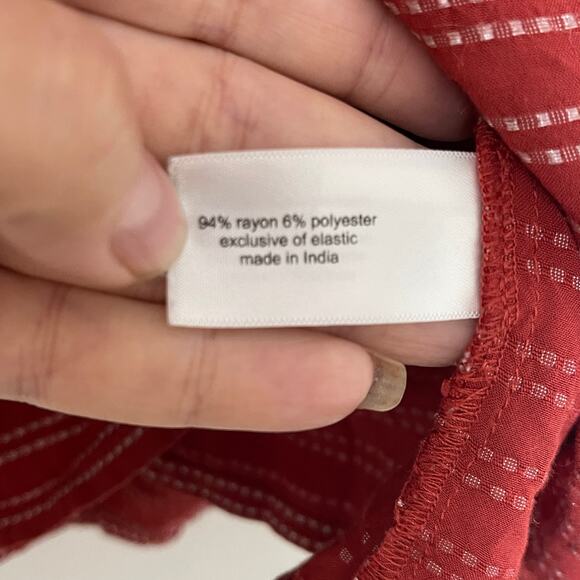 94% rayon 6% polyester
exclusive of elastic
made in India